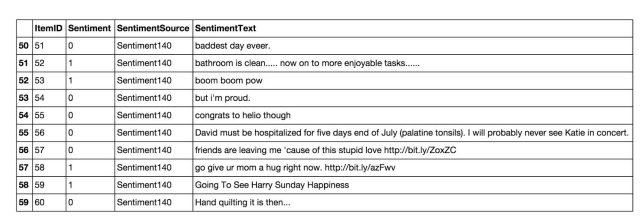 ItemID Sentiment SentimentSource SentimentText
50 51 0 Sentiment140 baddest day eveer.
51 52 1 Sentiment140 bathroom is clean..... now on to more enjoyable tasks......
52 53 1 Sentiment140 boom boom pow
53 54 0 Sentiment140 but i'm proud.
54 55 0 Sentiment140 congrats to helio though
55 56 0 Sentiment140 David must be hospitalized for five days end of July (palatine tonsils). I will probably never see Katie in concert.
56 57 0 Sentiment140 friends are leaving me 'cause of this stupid love http://bit.ly/ZoxZC
57 58 1 Sentiment140 go give ur mom a hug right now. http://bit.ly/azFwv
58 59 1 Sentiment140 Going To See Harry Sunday Happiness
59 60 0 Sentiment140 Hand quilting it is then...